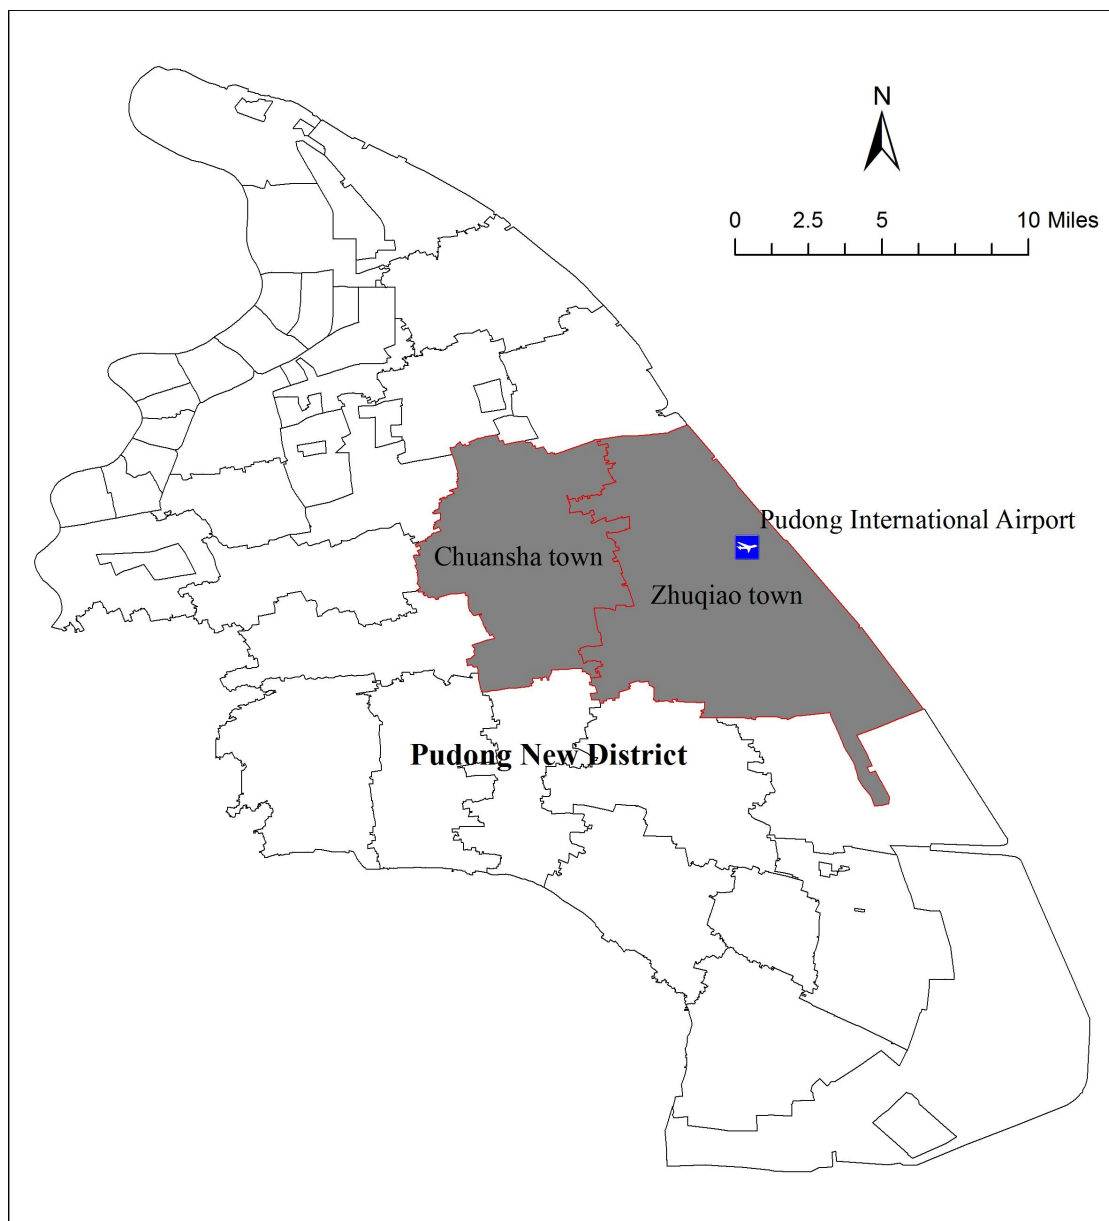 N
0 2.5 5 10 Miles
Pudong International Airport
Chuansha town
Zhuqiao town
Pudong New District